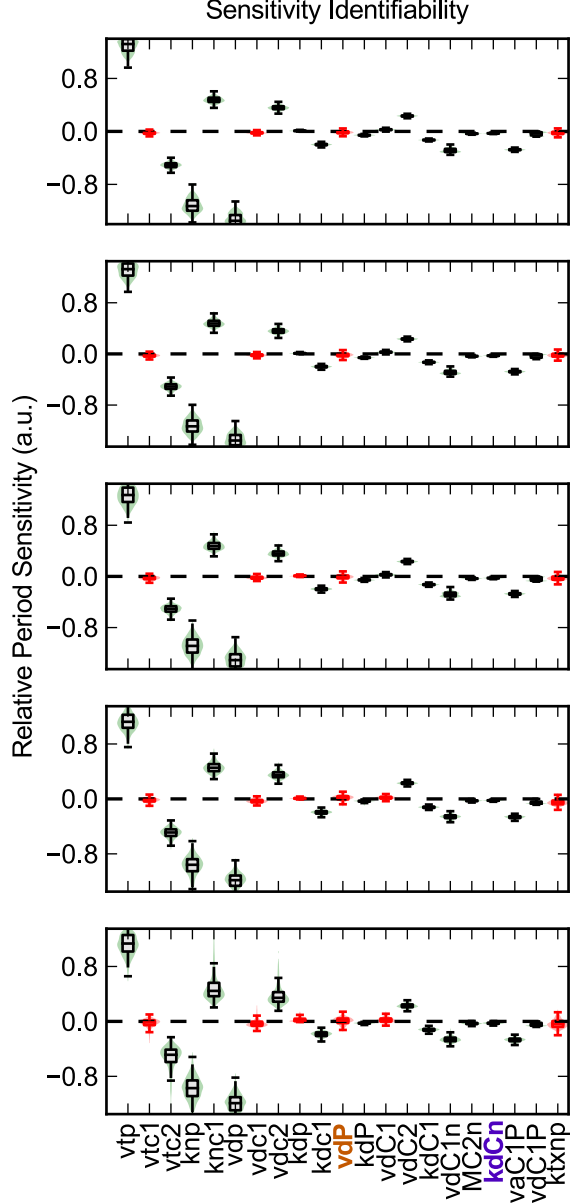 Sensitivity Identifiability
Relative Period Sensitivity (a.u.)
0.8
0.0
−0.8
0.8
0.0
−0.8
0.8
0.0
−0.8
0.8
0.0
−0.8
0.8
0.0
−0.8
vtp
vtc1
vtc2
knp
knc1
vdp
vdc1
vdc2
kdp
kdc1
vdP
kdP
vdC1
vdC2
kdC1
vdC1n
MC2n
kdCn
vaC1P
vdC1P
ktxnp